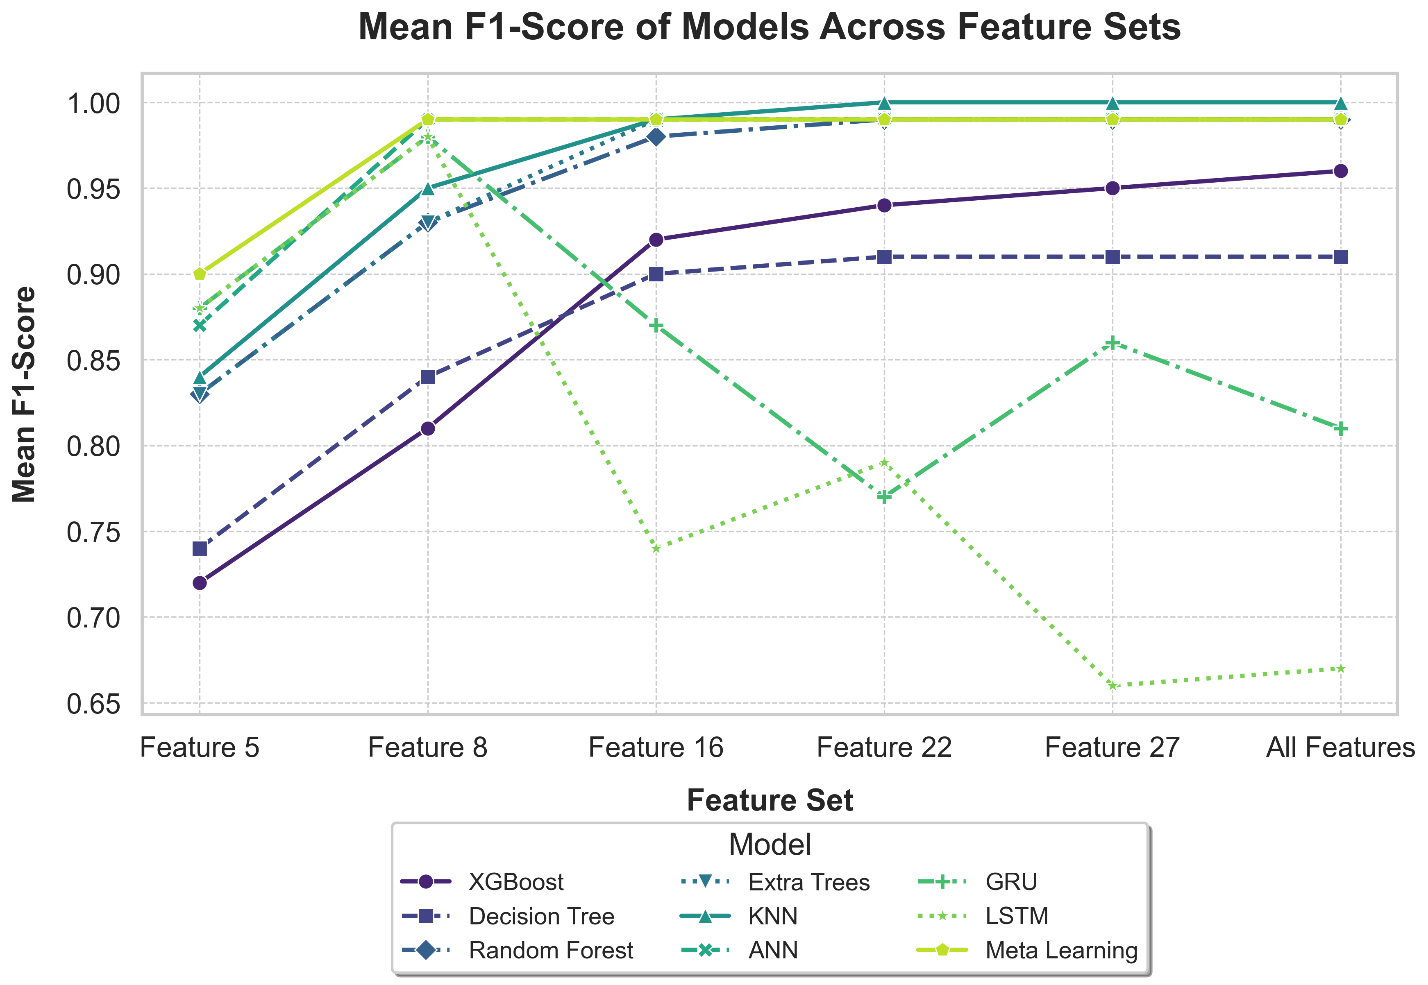 Mean F1-Score of Models Across Feature Sets
Mean F1-Score
1.00
0.95
0.90
0.85
0.80
0.75
0.70
0.65
Feature 5 Feature 8 Feature 16 Feature 22 Feature 27 All Features
Feature Set
Model
XGBoost Extra Trees GRU
Decision Tree KNN LSTM
Random Forest ANN Meta Learning